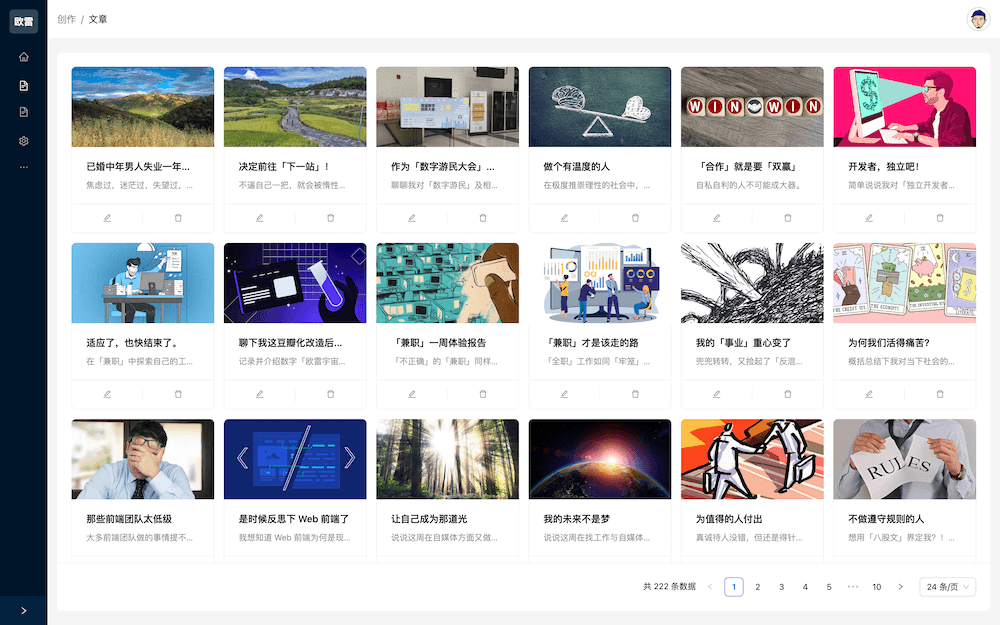 欧雷
创作 / 文章
WIN WIN
已婚中年男人失业一年...
焦虑过，迷茫过，失望过，...
决定前往「下一站」！
不逼自己一把，就会被惰性...
作为「数字游民大会」...
聊聊我对「数字游民」及相...
做个有温度的人
在极度推崇理性的社会中，...
「合作」就是要「双赢」
自私自利的人不可能成大器。
开发者，独立吧！
简单说说我对「独立开发者...
适应了，也快结束了。
在「兼职」中探索自己的工...
聊下我这豆瓣化改造后...
记录并介绍数字「欧雷宇宙...
「兼职」一周体验报告
「不正确」的「兼职」同样...
「兼职」才是该走的路
「全职」工作如同「牢笼」...
我的「事业」重心变了
兜兜转转，又捡起了「反混...
为何我们活得痛苦?
概括总结下我对当下社会的...
RULES
那些前端团队太低级
大多前端团队做的事情提不...
是时候反思下 Web 前端了
我想知道 Web 前端为何是现...
让自己成为那道光
说说这周在自媒体方面又做...
我的未来不是梦
说说这周在找工作与自媒体...
为值得的人付出
真诚待人没错，但还是得针...
不做遵守规则的人
想用「八股文」界定我？！...
共 222 条数据 1 2 3 4 5 ··· 10 24 条/页